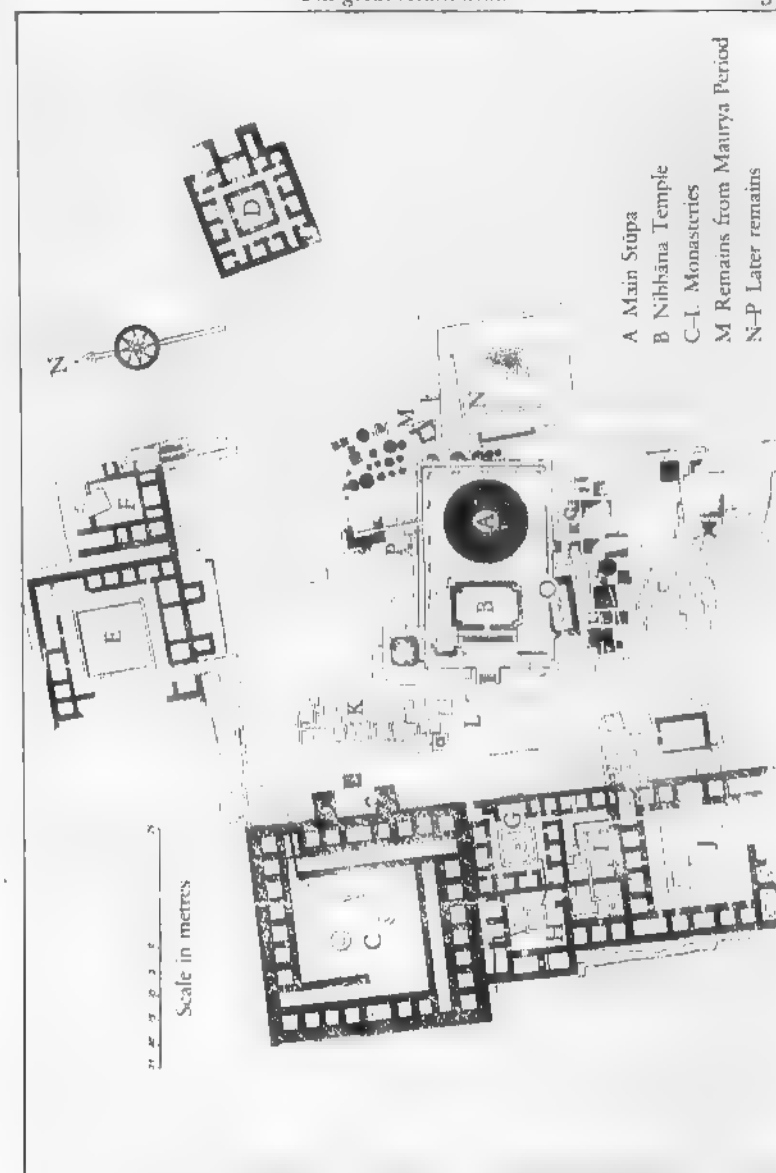 A Main Stūpa
B Nibbāna Temple
C–L Monasteries
M Remains from Maurya Period
N–P Later remains
Scale in metres
N
D
F
E
M
N
P
A
B
K
L
G
C
H
I
J